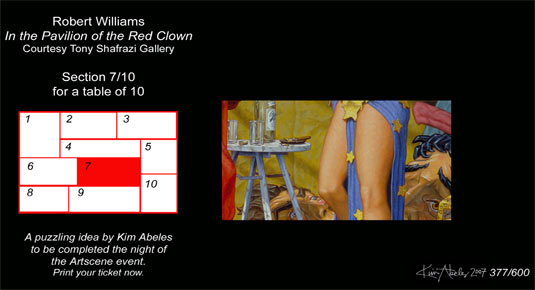 Robert Williams
In the Pavilion of the Red Clown
Courtesy Tony Shafrazi Gallery
Section 7/10
for a table of 10
1
2
3
4
5
6
7
8
9
10
A puzzling idea by Kim Abeles
to be completed the night of
the Artscene event.
Print your ticket now.
Kim Abeles 2007 377/600